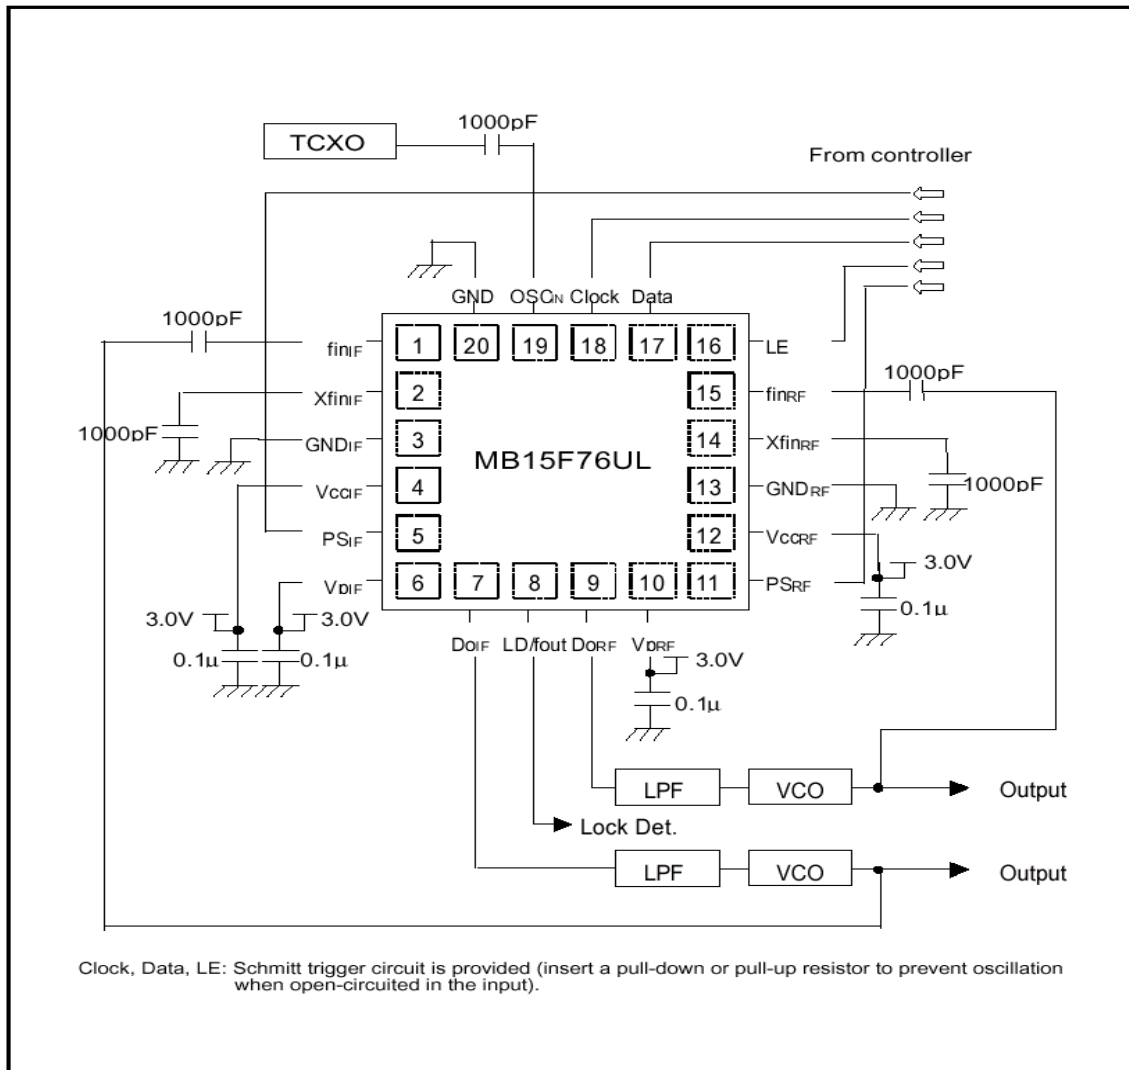 1000pF
TCXO
From controller
GND OSCIN Clock Data
1000pF
finIF 1 20 19 18 17 16 LE
1000pF
XfinIF 2 15 finRF
1000pF
GNDIF 3 14 XfinRF
MB15F76UL
VccIF 4 13 GNDRF 1000pF
PSIF 5 12 VccRF
3.0V
VDIF 6 7 8 9 10 11 PSRF
0.1µ
3.0V 3.0V
DoIF LD/fout DoRF VDRF
0.1µ 0.1µ 3.0V
0.1µ
LPF VCO Output
Lock Det.
LPF VCO Output
Clock, Data, LE: Schmitt trigger circuit is provided (insert a pull-down or pull-up resistor to prevent oscillation
when open-circuited in the input).